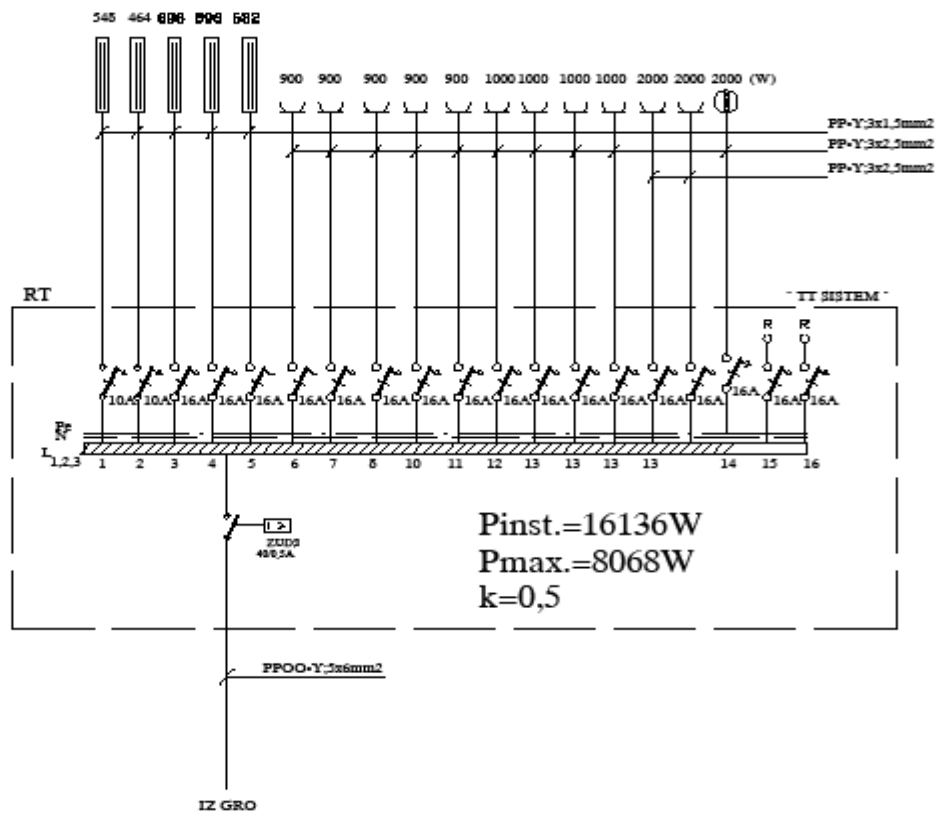 548 464 696 596 582
900 900 900 900 900 1000 1000 1000 1000 2000 2000 2000 (W)
PP-Y;3x1,5mm2
PP-Y;3x2,5mm2
PP-Y;3x2,5mm2
RT
TT SISTEM
R R
10A 10A 16A 16A 16A 16A 16A 16A 16A 16A 16A 16A 16A 16A 16A 16A 16A 16A
N
L1,2,3
1 2 3 4 5 6 7 8 10 11 12 13 13 13 13 14 15 16
ZUDS
40/0,5A
Pinst.=16136W
Pmax.=8068W
k=0,5
PPOO-Y;5x6mm2
IZ GRO